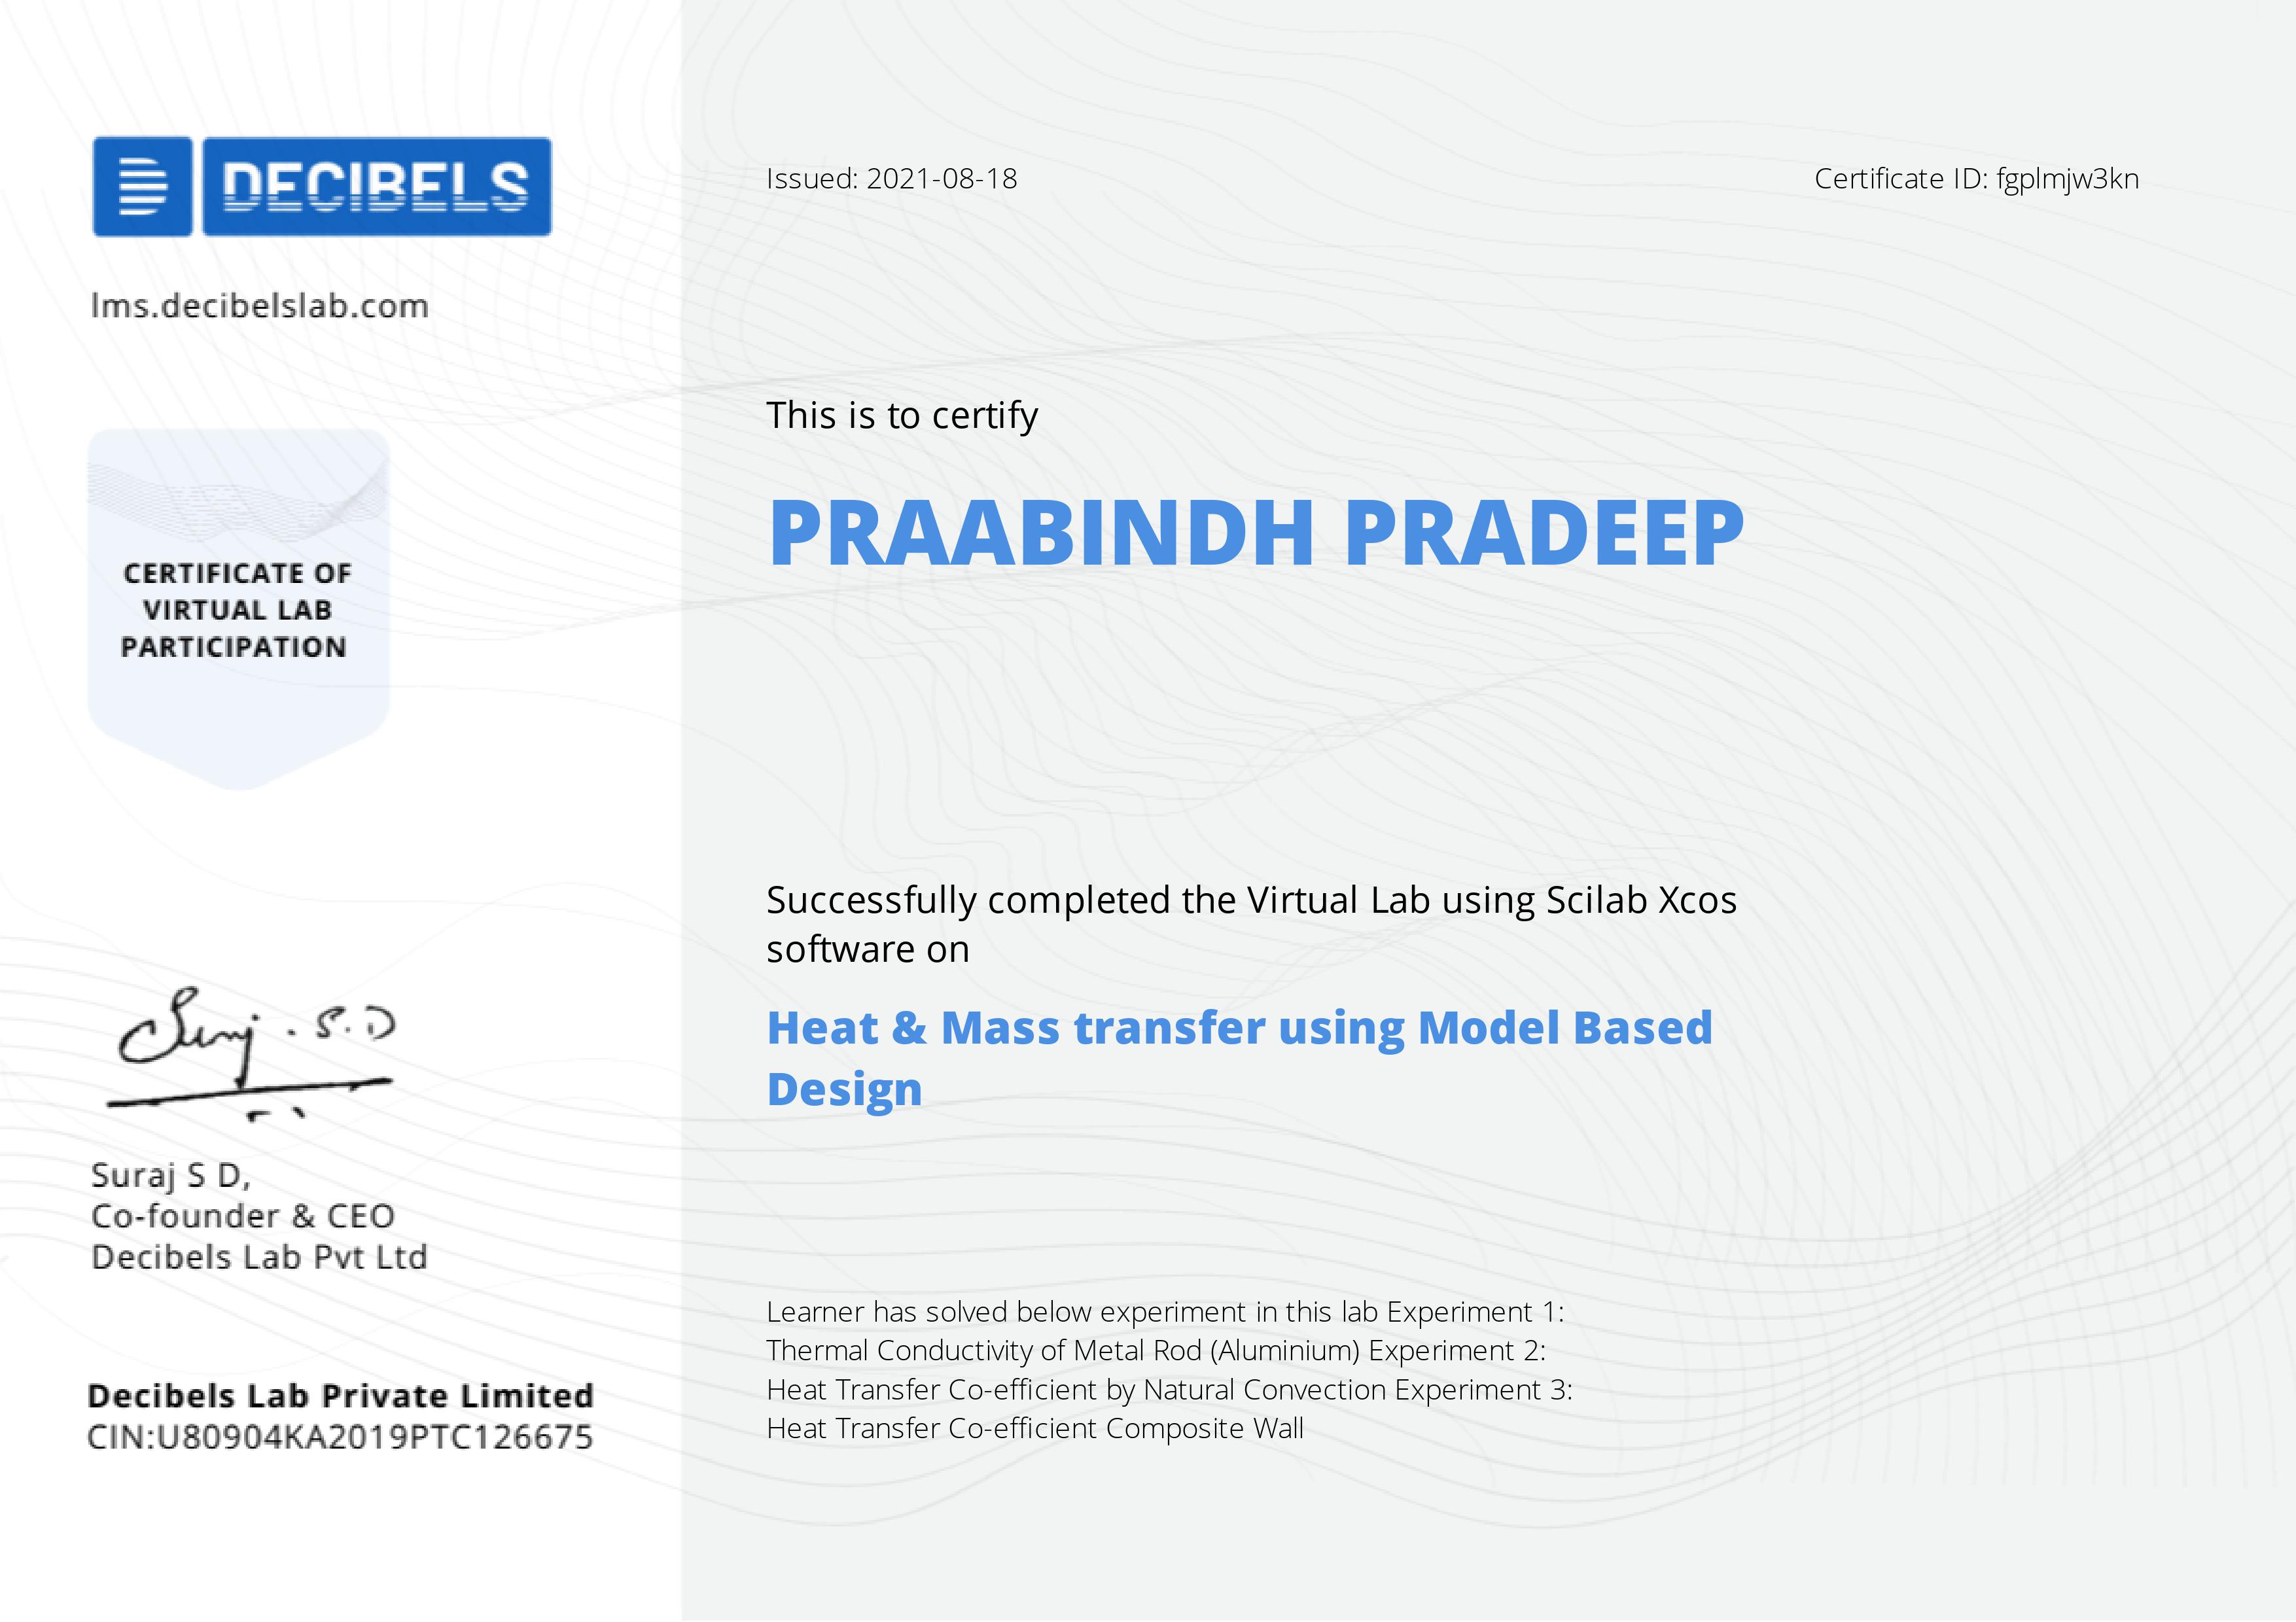 DECIBELS
lms.decibelslab.com
CERTIFICATE OF
VIRTUAL LAB
PARTICIPATION
Suraj . S.D
Suraj S D,
Co-founder & CEO
Decibels Lab Pvt Ltd
Decibels Lab Private Limited
CIN:U80904KA2019PTC126675
Issued: 2021-08-18
Certificate ID: fgplmjw3kn
This is to certify
PRAABINDH PRADEEP
Successfully completed the Virtual Lab using Scilab Xcos
software on
Heat & Mass transfer using Model Based
Design
Learner has solved below experiment in this lab Experiment 1:
Thermal Conductivity of Metal Rod (Aluminium) Experiment 2:
Heat Transfer Co-efficient by Natural Convection Experiment 3:
Heat Transfer Co-efficient Composite Wall